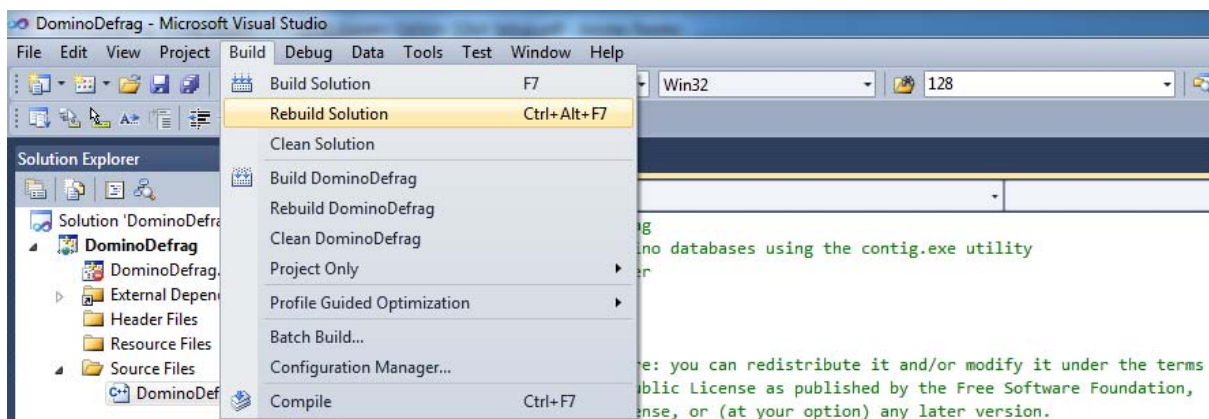 DominoDefrag - Microsoft Visual Studio
File Edit View Project Build Debug Data Tools Test Window Help
Build Solution F7
Win32
128
Rebuild Solution Ctrl+Alt+F7
Clean Solution
Solution Explorer
Build DominoDefrag
Rebuild DominoDefrag
Clean DominoDefrag
Project Only
Profile Guided Optimization
Batch Build...
Configuration Manager...
Compile Ctrl+F7
Solution 'DominoDefra
DominoDefrag
DominoDefrag.
External Depen
Header Files
Resource Files
Source Files
C++ DominoDef
ino databases using the contig.exe utility
re: you can redistribute it and/or modify it under the terms
ublic License as published by the Free Software Foundation,
ense, or (at your option) any later version.